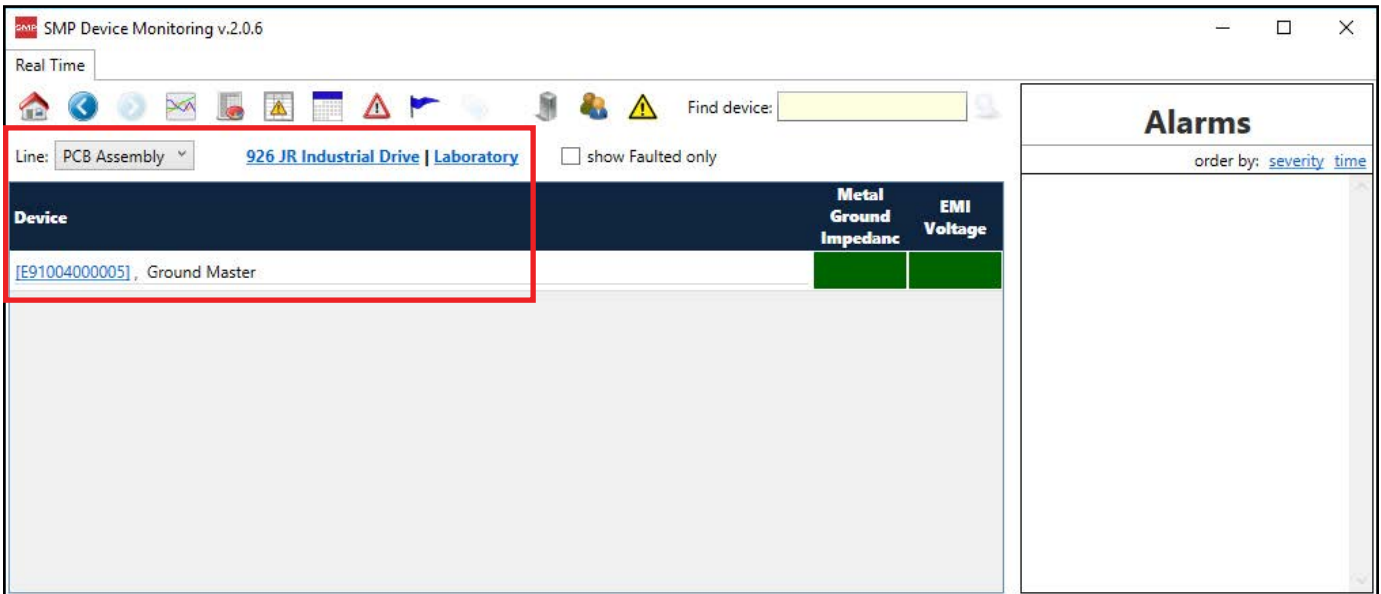 SMP SMP Device Monitoring v.2.0.6
Real Time
Find device:
Line: PCB Assembly 926 JR Industrial Drive | Laboratory show Faulted only
Device
Metal
Ground
Impedanc
EMI
Voltage
[E91004000005] , Ground Master
Alarms
order by: severity time